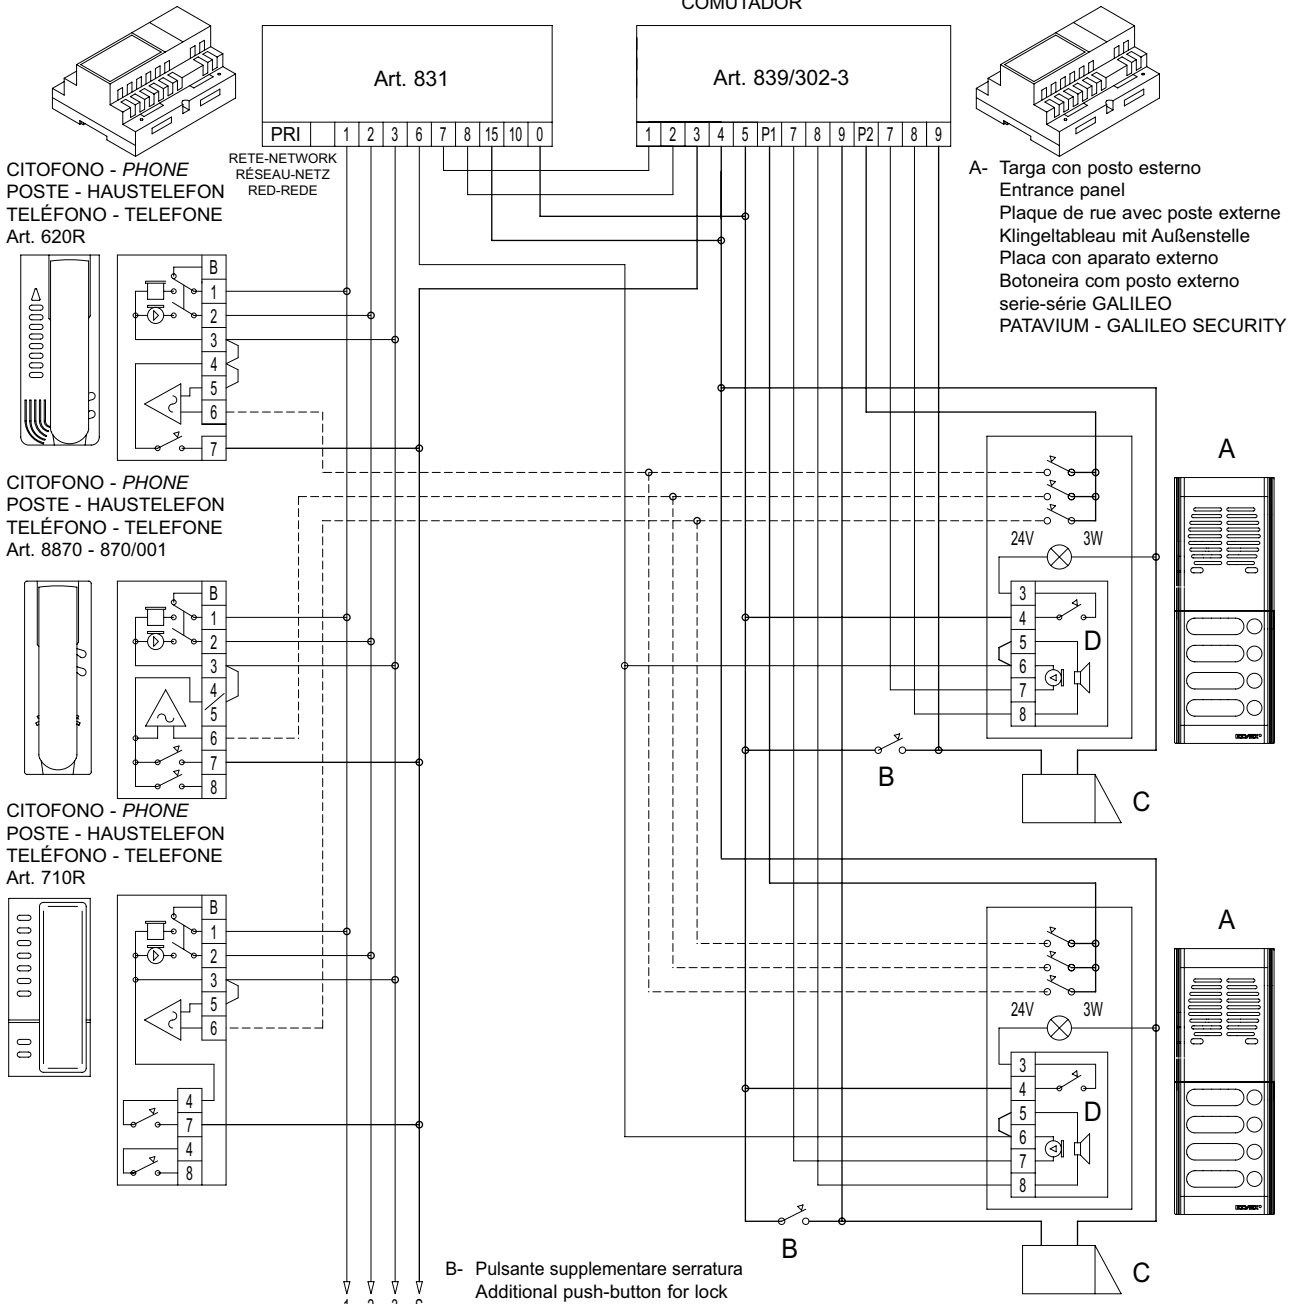 COMUTADOR
Art. 831
Art. 839/302-3
PRI 1 2 3 6 7 8 15 10 0
1 2 3 4 5 P1 7 8 9 P2 7 8 9
RETE-NETWORK
RÉSEAU-NETZ
RED-REDE
CITOFONO - PHONE
POSTE - HAUSTELEFON
TELÉFONO - TELEFONE
Art. 620R
A- Targa con posto esterno
Entrance panel
Plaque de rue avec poste externe
Klingeltableau mit Außenstelle
Placa con aparato externo
Botoneira com posto externo
serie-série GALILEO
PATAVIUM - GALILEO SECURITY
B
1
2
3
4
5
6
7
A
CITOFONO - PHONE
POSTE - HAUSTELEFON
TELÉFONO - TELEFONE
Art. 8870 - 870/001
24V 3W
B
1
2
3
4
5
6
7
8
3
4
5
6
7
8
D
B
C
CITOFONO - PHONE
POSTE - HAUSTELEFON
TELÉFONO - TELEFONE
Art. 710R
B
1
2
3
5
6
4
7
4
8
A
24V 3W
3
4
5
6
7
8
D
B
C
B- Pulsante supplementare serratura
Additional push-button for lock